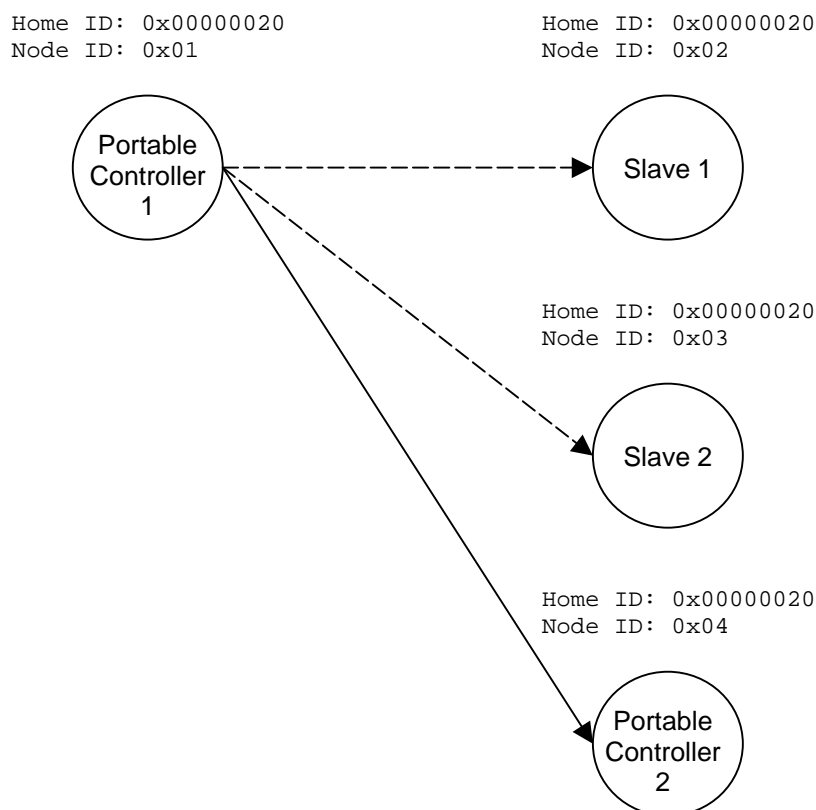 Home ID: 0x00000020
Node ID: 0x01
Home ID: 0x00000020
Node ID: 0x02
Portable
Controller
1
Slave 1
Home ID: 0x00000020
Node ID: 0x03
Slave 2
Home ID: 0x00000020
Node ID: 0x04
Portable
Controller
2